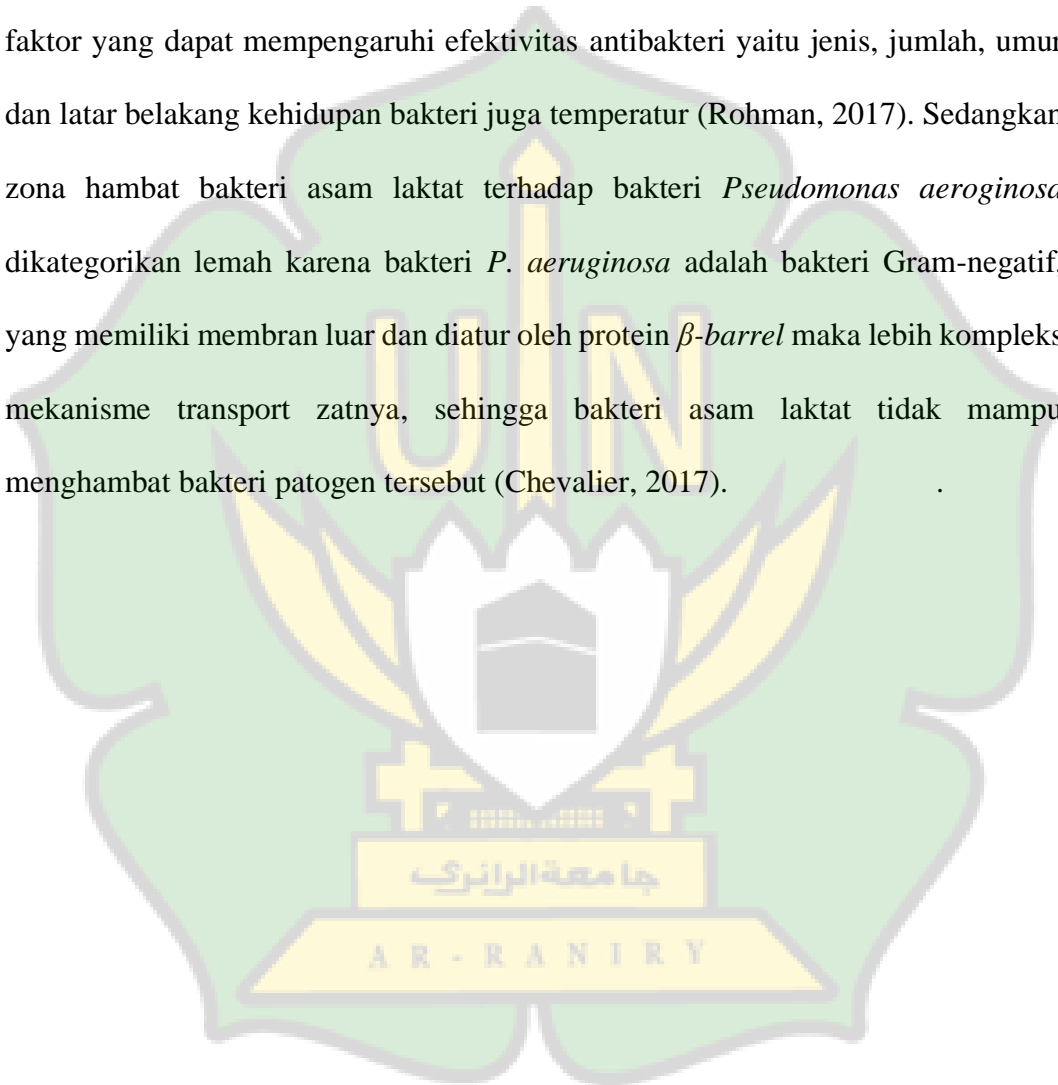 faktor yang dapat mempengaruhi efektivitas antibakteri yaitu jenis, jumlah, umur
dan latar belakang kehidupan bakteri juga temperatur (Rohman, 2017). Sedangkan
zona hambat bakteri asam laktat terhadap bakteri Pseudomonas aeroginosa
dikategorikan lemah karena bakteri P. aeruginosa adalah bakteri Gram-negatif,
yang memiliki membran luar dan diatur oleh protein β-barrel maka lebih kompleks
mekanisme transport zatnya, sehingga bakteri asam laktat tidak mampu
menghambat bakteri patogen tersebut (Chevalier, 2017). .
UIN
جامعة الرانري
AR-RANIRY